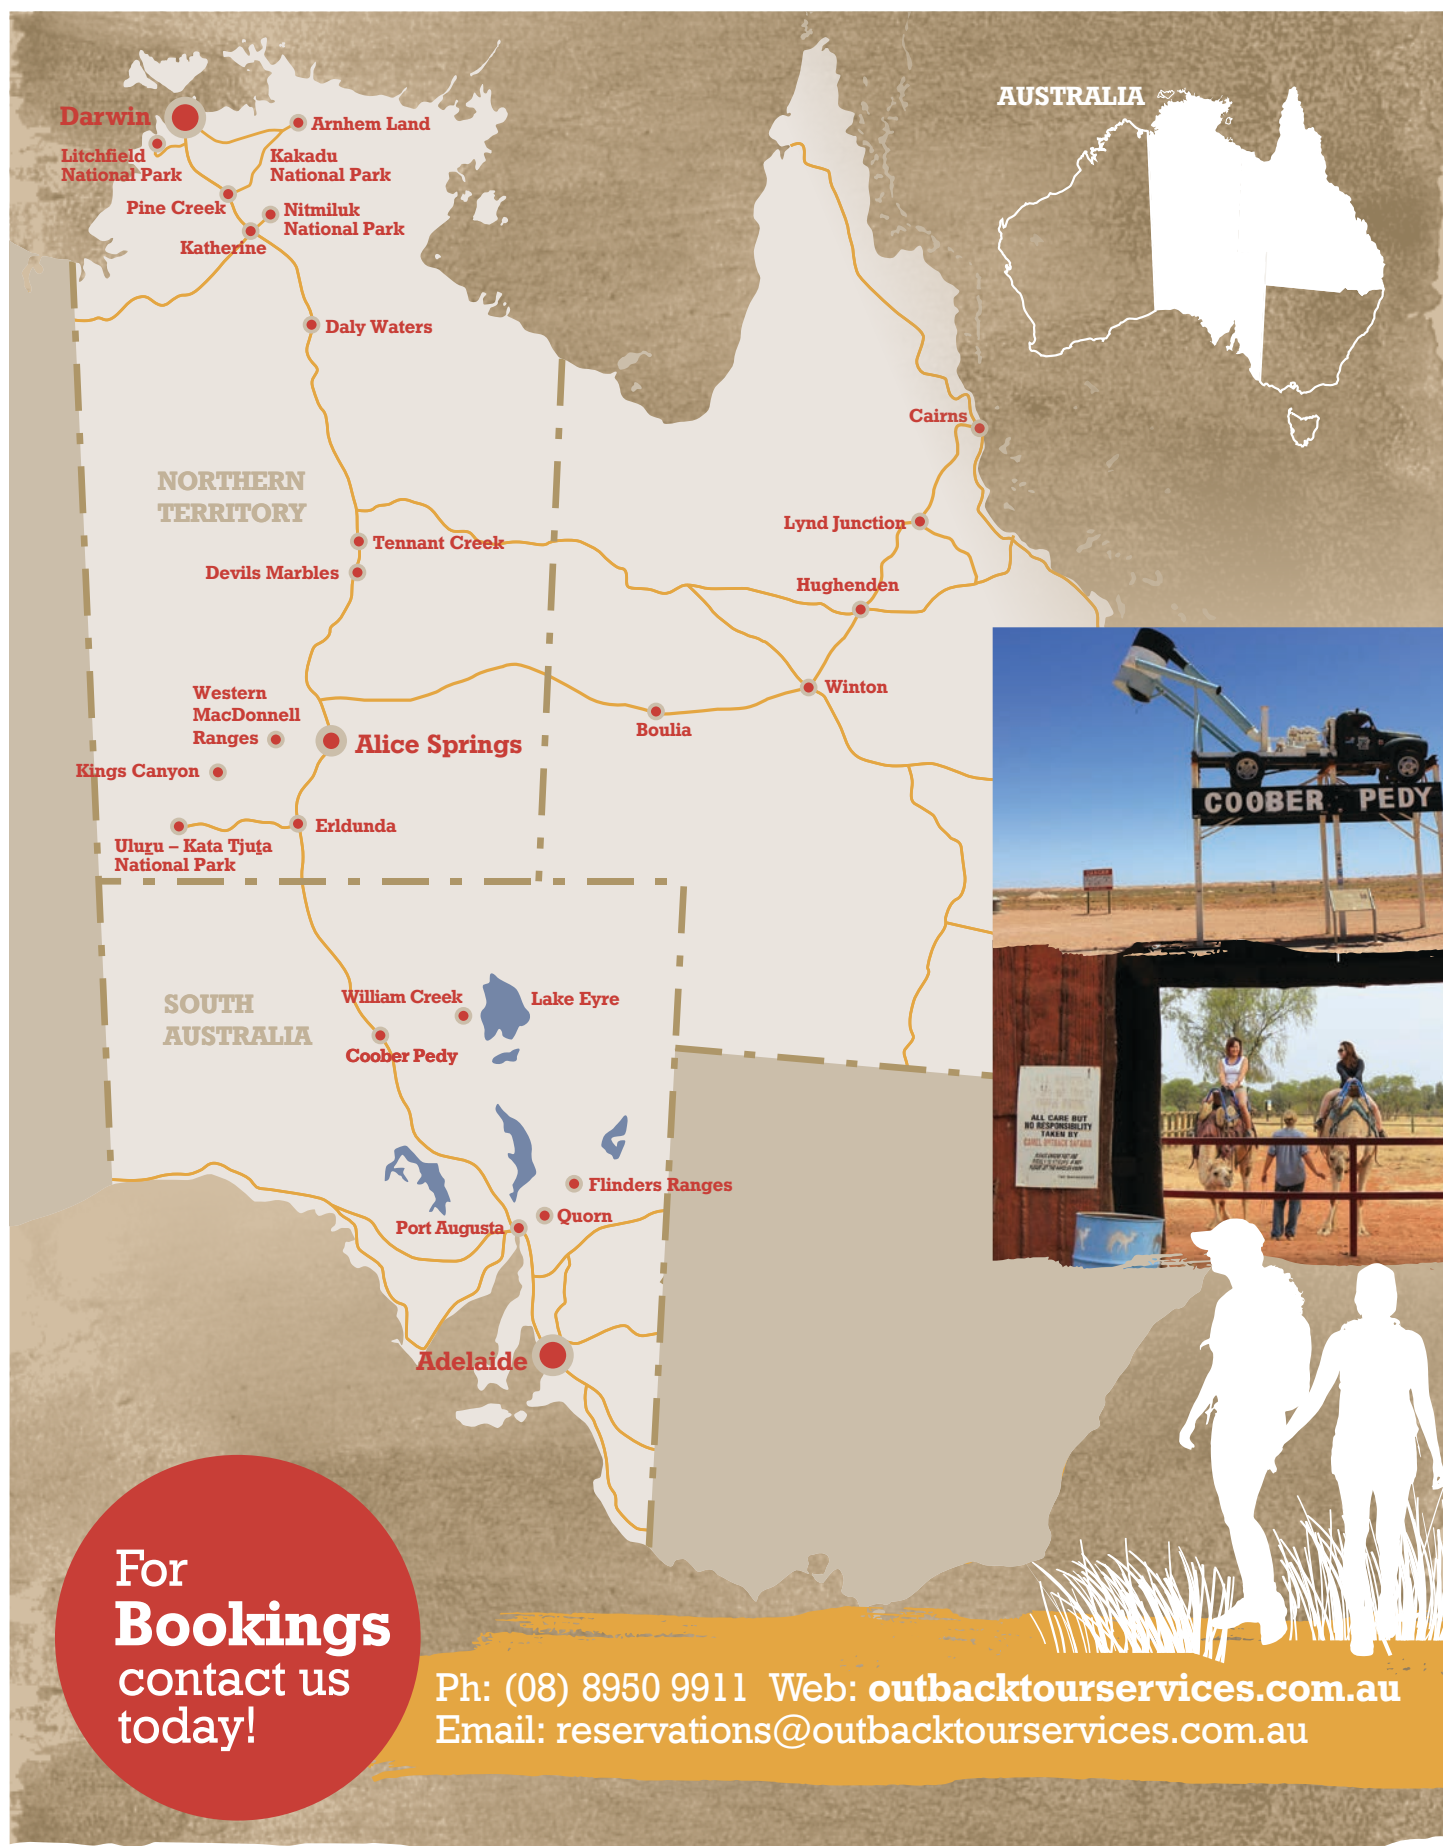 AUSTRALIA
Darwin
Arnhem Land
Litchfield
National Park
Kakadu
National Park
Pine Creek
Nitmiluk
National Park
Katherine
Daly Waters
Cairns
NORTHERN
TERRITORY
Lynd Junction
Tennant Creek
Devils Marbles
Hughenden
Western
MacDonnell
Ranges
Winton
Boulia
Alice Springs
Kings Canyon
COOBER PEDY
Erldunda
Uluṟu – Kata Tjuṯa
National Park
DANGER
SOUTH
AUSTRALIA
William Creek
Lake Eyre
Coober Pedy
ALL CARE BUT
NO RESPONSIBILITY
TAKEN BY
CAMEL OUTBACK SAFARIS
Flinders Ranges
Quorn
Port Augusta
Adelaide
For
Bookings
contact us
today!
Ph: (08) 8950 9911 Web: outbacktourservices.com.au
Email: reservations@outbacktourservices.com.au